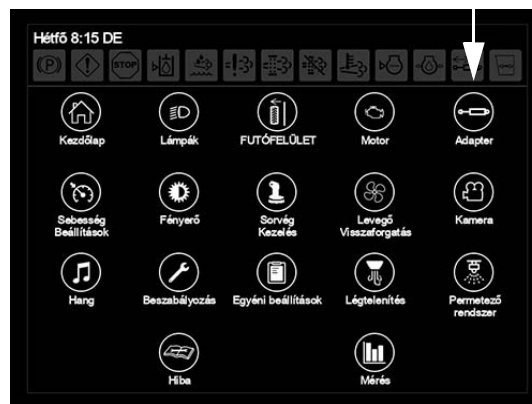 Hétfő 8:15 DE
(P) STOP
Kezdőlap Lámpák FUTÓFELÜLET Motor Adapter
Sebesség Beállítások Fényerő Sorvég Kezelés Levegő Visszaforgatás Kamera
Hang Beszabályozás Egyéni beállítások Légtelenítés Permetező rendszer
Hiba Mérés